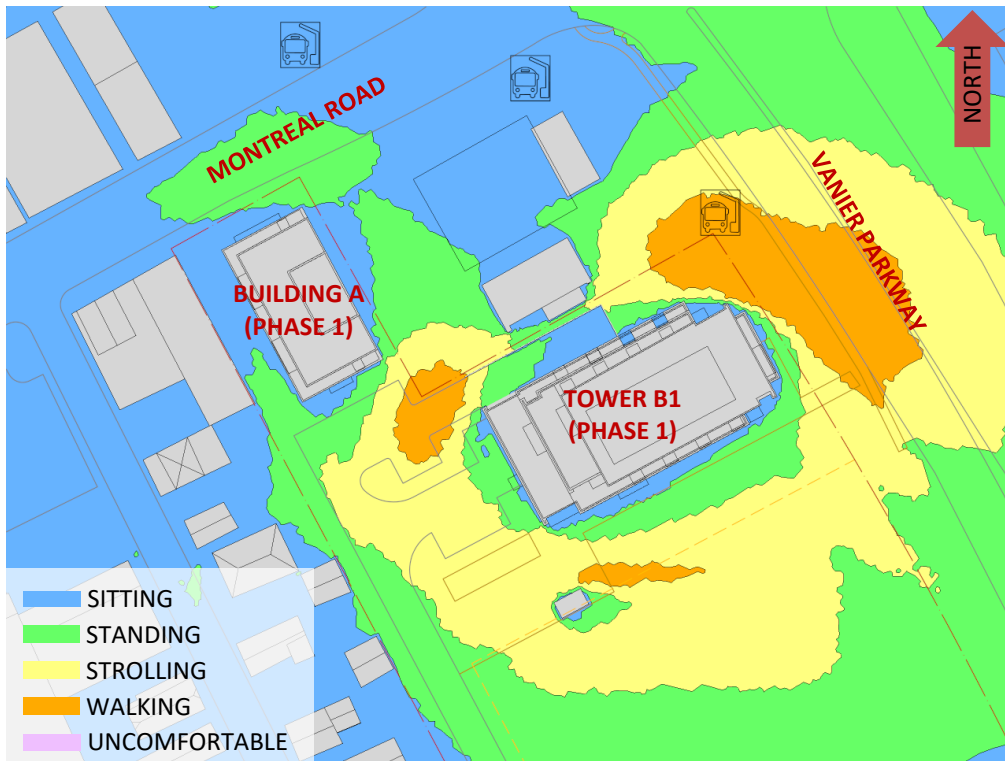 NORTH
MONTREAL ROAD
VANIER PARKWAY
BUILDING A
(PHASE 1)
TOWER B1
(PHASE 1)
SITTING
STANDING
STROLLING
WALKING
UNCOMFORTABLE